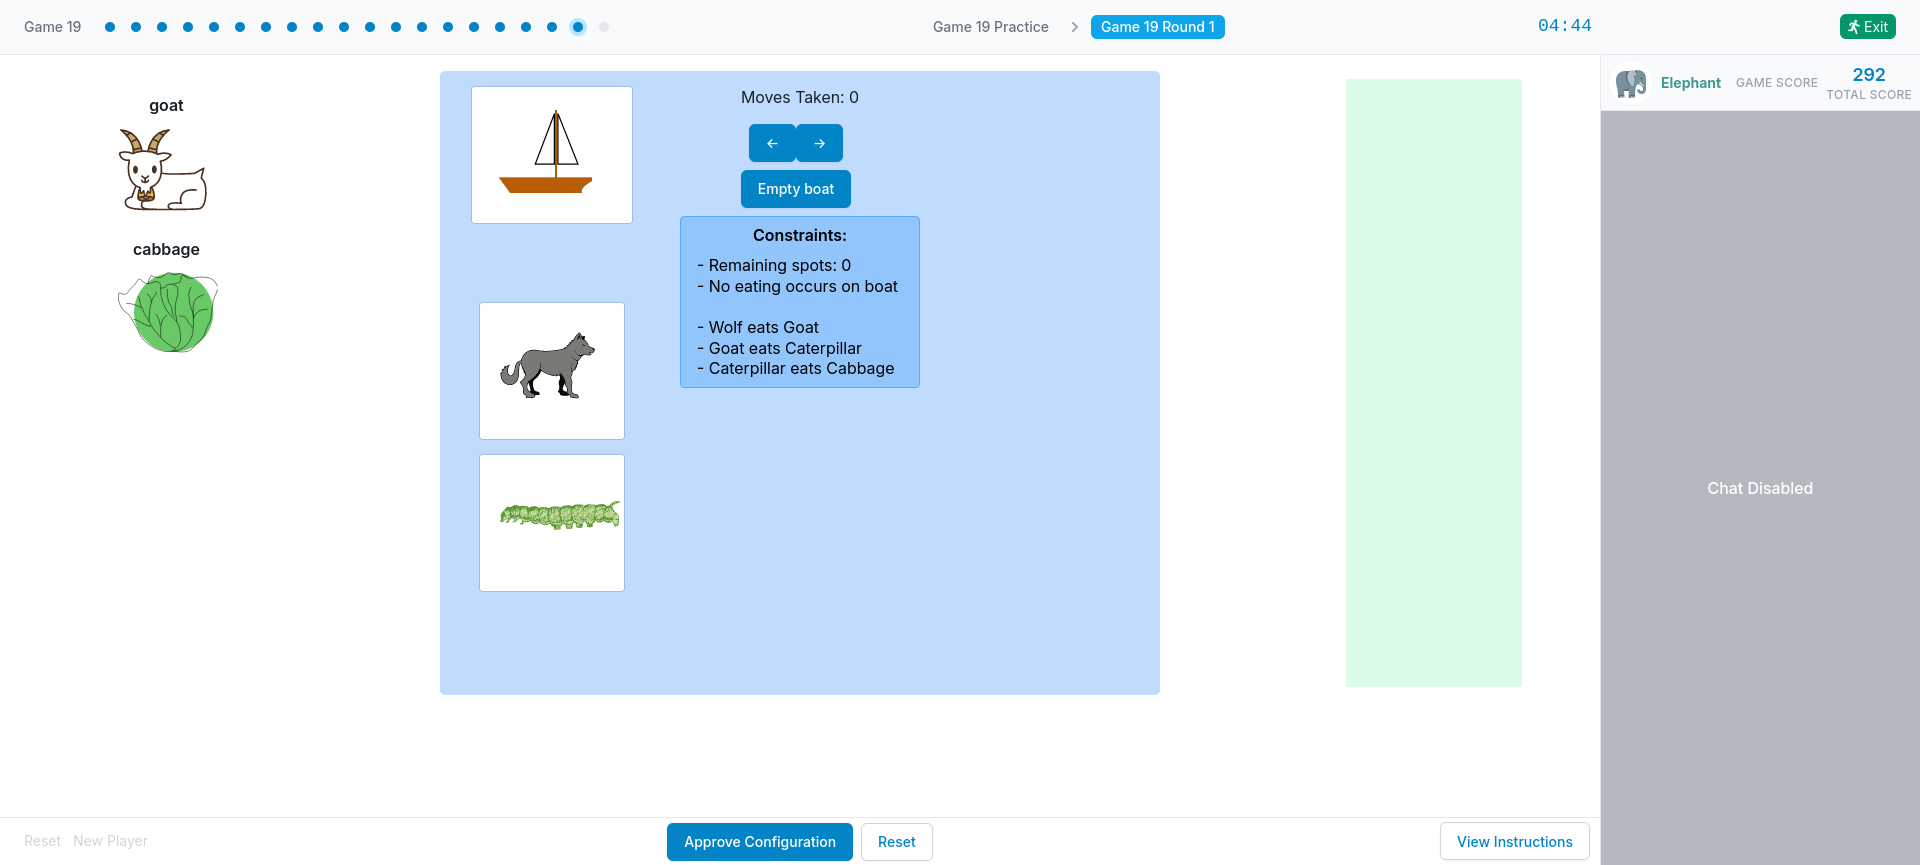 Game 19
Game 19 Practice
Game 19 Round 1
04:44
Exit
Elephant
GAME SCORE
292
TOTAL SCORE
goat
cabbage
Moves Taken: 0
←
→
Empty boat
Constraints:
- Remaining spots: 0
- No eating occurs on boat
- Wolf eats Goat
- Goat eats Caterpillar
- Caterpillar eats Cabbage
Chat Disabled
Reset
New Player
Approve Configuration
Reset
View Instructions